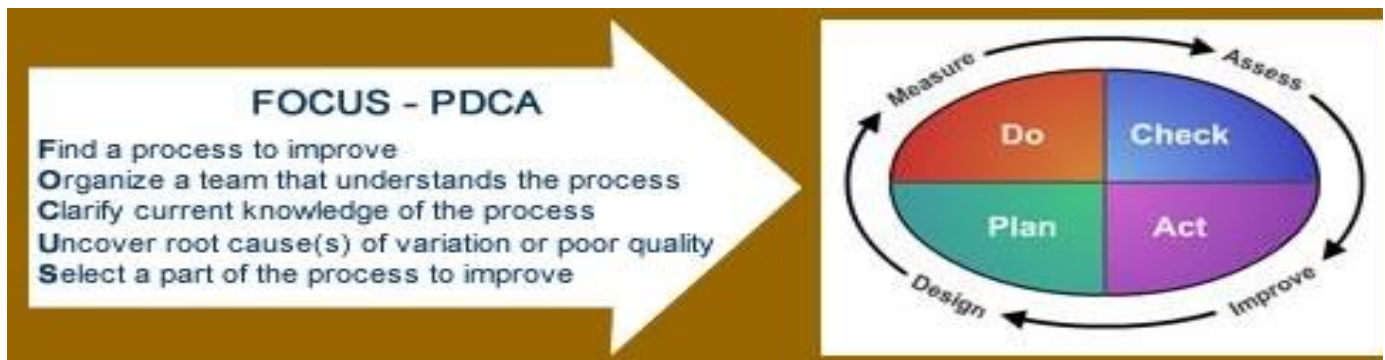 FOCUS - PDCA
Find a process to improve
Organize a team that understands the process
Clarify current knowledge of the process
Uncover root cause(s) of variation or poor quality
Select a part of the process to improve
Measure
Assess
Do
Check
Plan
Act
Design
Improve